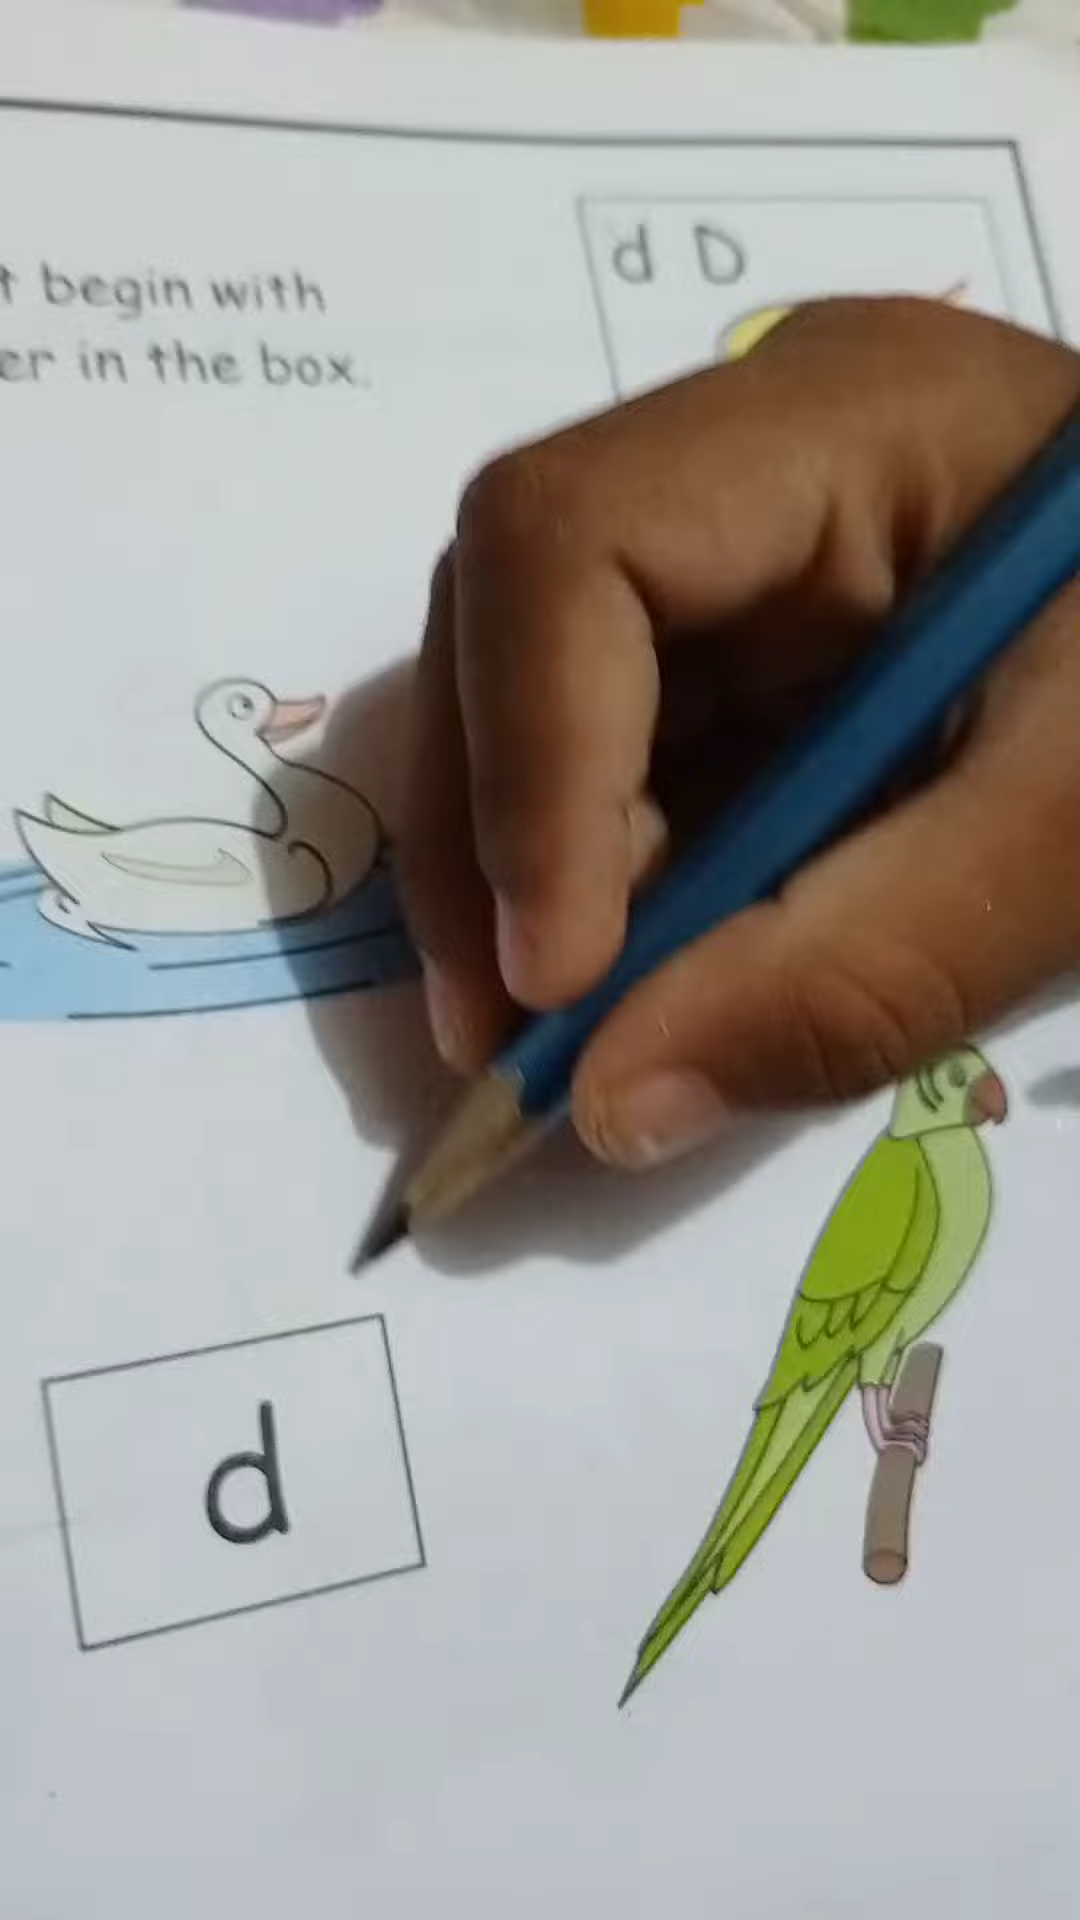 d D
begin with
er in the box.
d